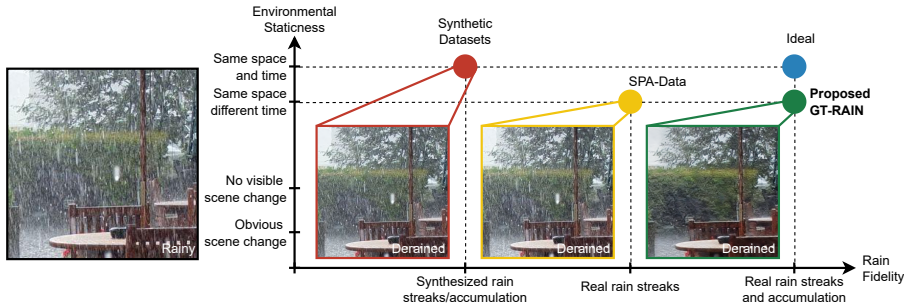 Environmental
Staticness
Synthetic
Datasets
Ideal
Same space
and time
SPA-Data
Same space
different time
Proposed
GT-RAIN
No visible
scene change
Obvious
scene change
Rainy
Derained
Derained
Derained
Rain
Fidelity
Synthesized rain
streaks/accumulation
Real rain streaks
Real rain streaks
and accumulation